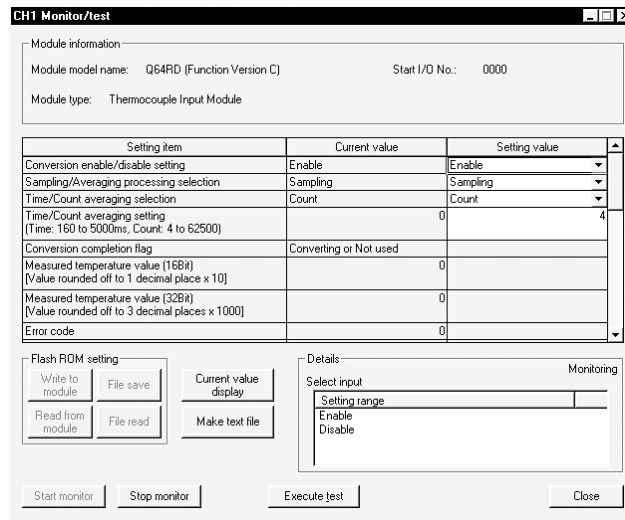 CH1 Monitor/test
Module information
Module model name: Q64RD (Function Version C) Start I/O No.: 0000
Module type: Thermocouple Input Module
Setting item Current value Setting value
Conversion enable/disable setting Enable Enable
Sampling/Averaging processing selection Sampling Sampling
Time/Count averaging selection Count Count
Time/Count averaging setting 0 4
(Time: 160 to 5000ms, Count: 4 to 62500)
Conversion completion flag Converting or Not used
Measured temperature value (16Bit) 0
[Value rounded off to 1 decimal place x 10]
Measured temperature value (32Bit) 0
[Value rounded off to 3 decimal places x 1000]
Error code 0
Flash ROM setting
Write to
module
File save
Read from
module
File read
Current value
display
Make text file
Details
Monitoring
Select input
Setting range
Enable
Disable
Start monitor Stop monitor Execute test Close